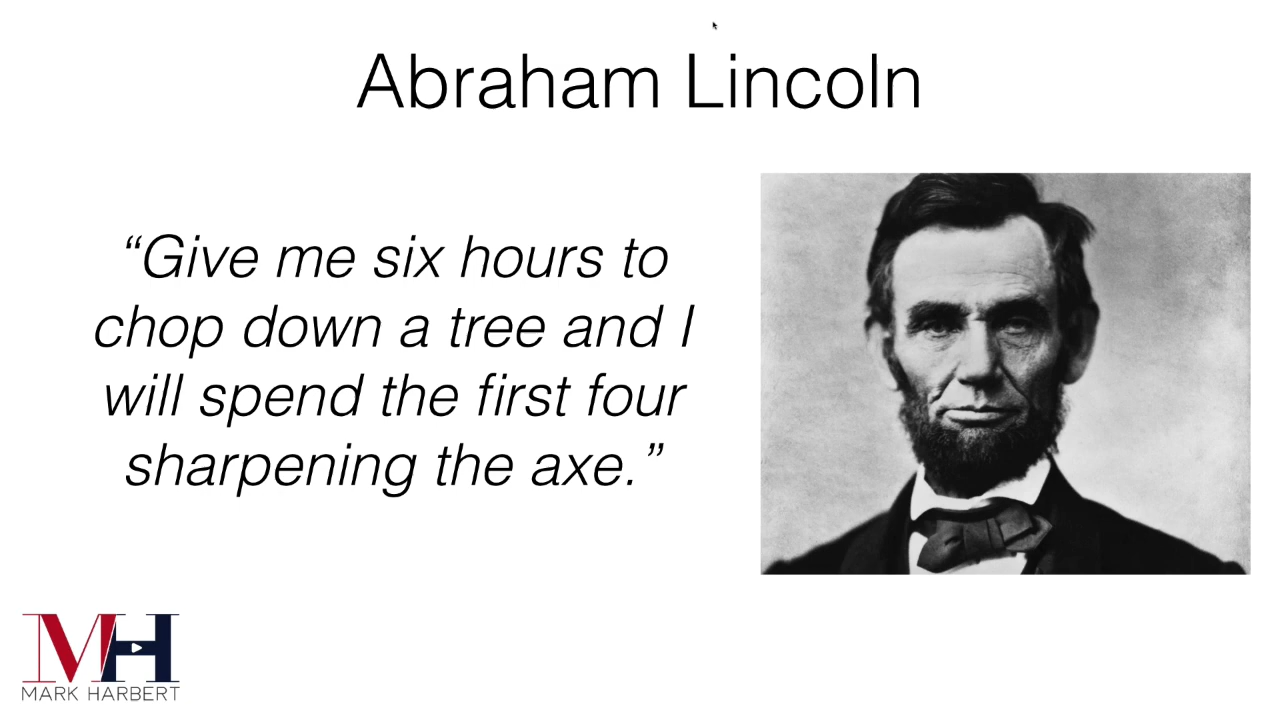 Abraham Lincoln
“Give me six hours to
chop down a tree and I
will spend the first four
sharpening the axe.”
MH
MARK HARBERT